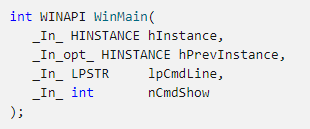 int WINAPI WinMain(
   _In_ HINSTANCE hInstance,
   _In_opt_ HINSTANCE hPrevInstance,
   _In_ LPSTR     lpCmdLine,
   _In_ int       nCmdShow
);